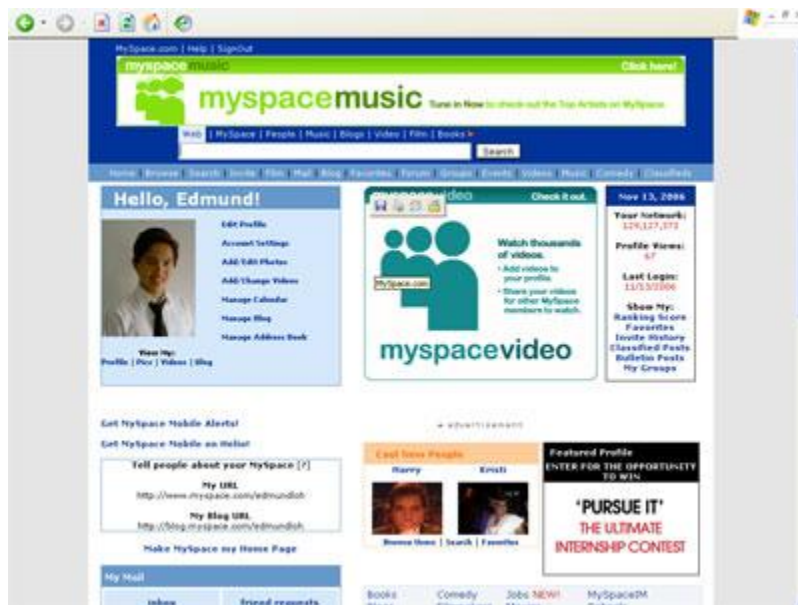 MySpace.com | Help | SignOut
myspacemusic
Click here!
myspacemusic Tune in Now to check out the Top Artists on MySpace
Web | MySpace | People | Music | Blogs | Video | Film | Books
Search
Home | Browse | Search | Invite | Film | Mail | Blog | Favorites | Forum | Groups | Events | Videos | Music | Comedy | Classifieds
Hello, Edmund!
Edit Profile
Account Settings
Add/Edit Photos
Add/Change Videos
Manage Calendar
Manage Blog
Manage Address Book
View My:
Profile | Pics | Videos | Blog
video
Check it out.
Watch thousands
of videos.
• Add videos to
your profile.
• Share your videos
for other MySpace
members to watch.
MySpace.com
myspacevideo
Nov 13, 2006
Your Network:
Profile Views:
67
Last Login:
11/13/2006
Show My:
Ranking Score
Favorites
Invite History
Classified Posts
Bulletin Posts
My Groups
Get MySpace Mobile Alerts!
Get MySpace Mobile on Helio!
Tell people about your MySpace [?]
My URL
http://www.myspace.com/edmundloh
My Blog URL
http://blog.myspace.com/edmundloh
Make MySpace my Home Page
My Mail
Inbox
friend requests
advertisement
Cool New People
Harry
Kristi
Browse Users | Search | Favorites
Featured Profile
ENTER FOR THE OPPORTUNITY
TO WIN
'PURSUE IT'
THE ULTIMATE
INTERNSHIP CONTEST
Books
Comedy
Jobs NEW!
MySpaceIM